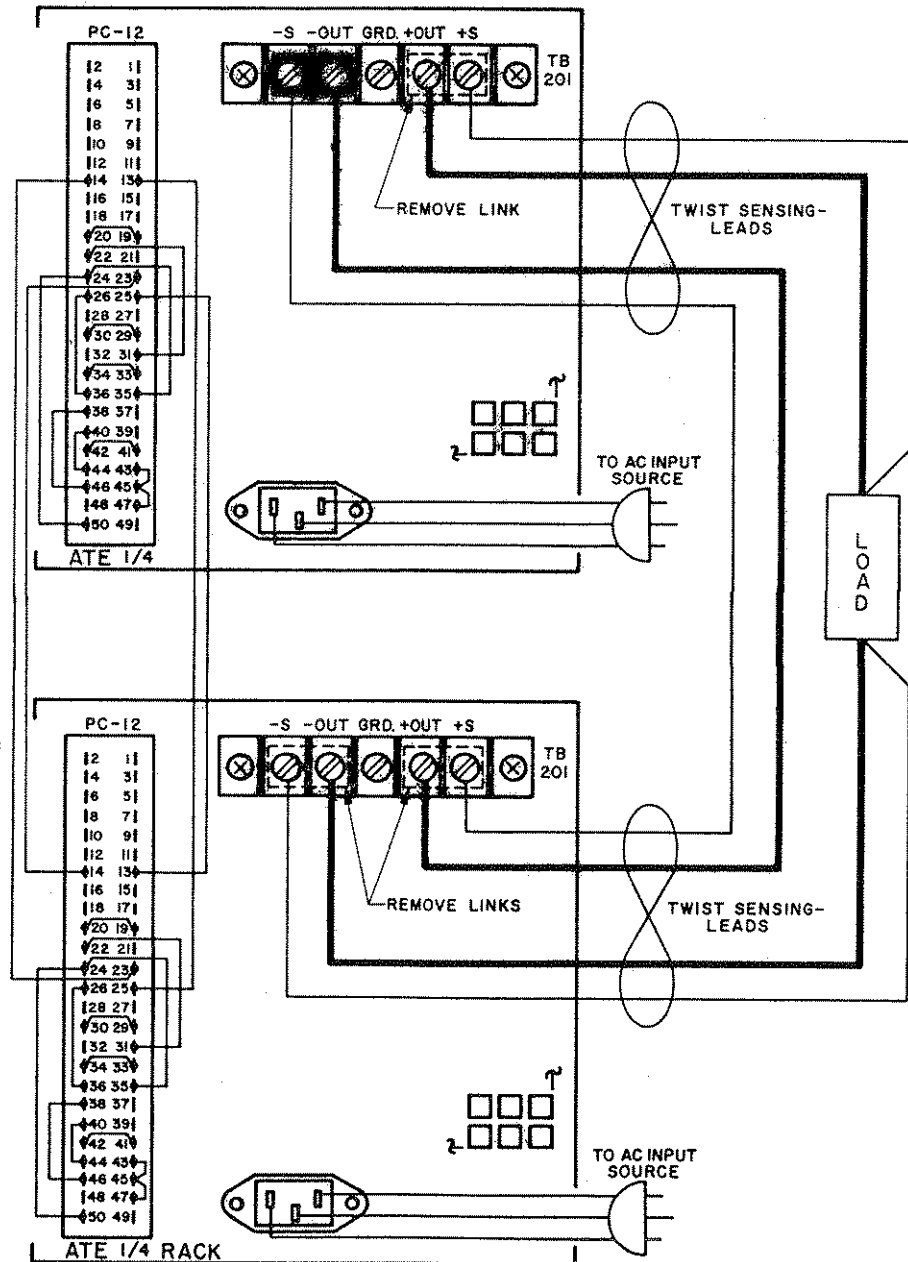 PC-12
-S -OUT GRD. +OUT +S
TB
201
2 1
4 3
6 5
8 7
10 9
12 11
14 13
16 15
18 17
20 19
22 21
24 23
26 25
28 27
30 29
32 31
34 33
36 35
38 37
40 39
42 41
44 43
46 45
48 47
50 49
REMOVE LINK
TWIST SENSING-
LEADS
TO AC INPUT
SOURCE
ATE 1/4
LOAD
PC-12
-S -OUT GRD. +OUT +S
TB
201
2 1
4 3
6 5
8 7
10 9
12 11
14 13
16 15
18 17
20 19
22 21
24 23
26 25
28 27
30 29
32 31
34 33
36 35
38 37
40 39
42 41
44 43
46 45
48 47
50 49
REMOVE LINKS
TWIST SENSING-
LEADS
TO AC INPUT
SOURCE
ATE 1/4 RACK